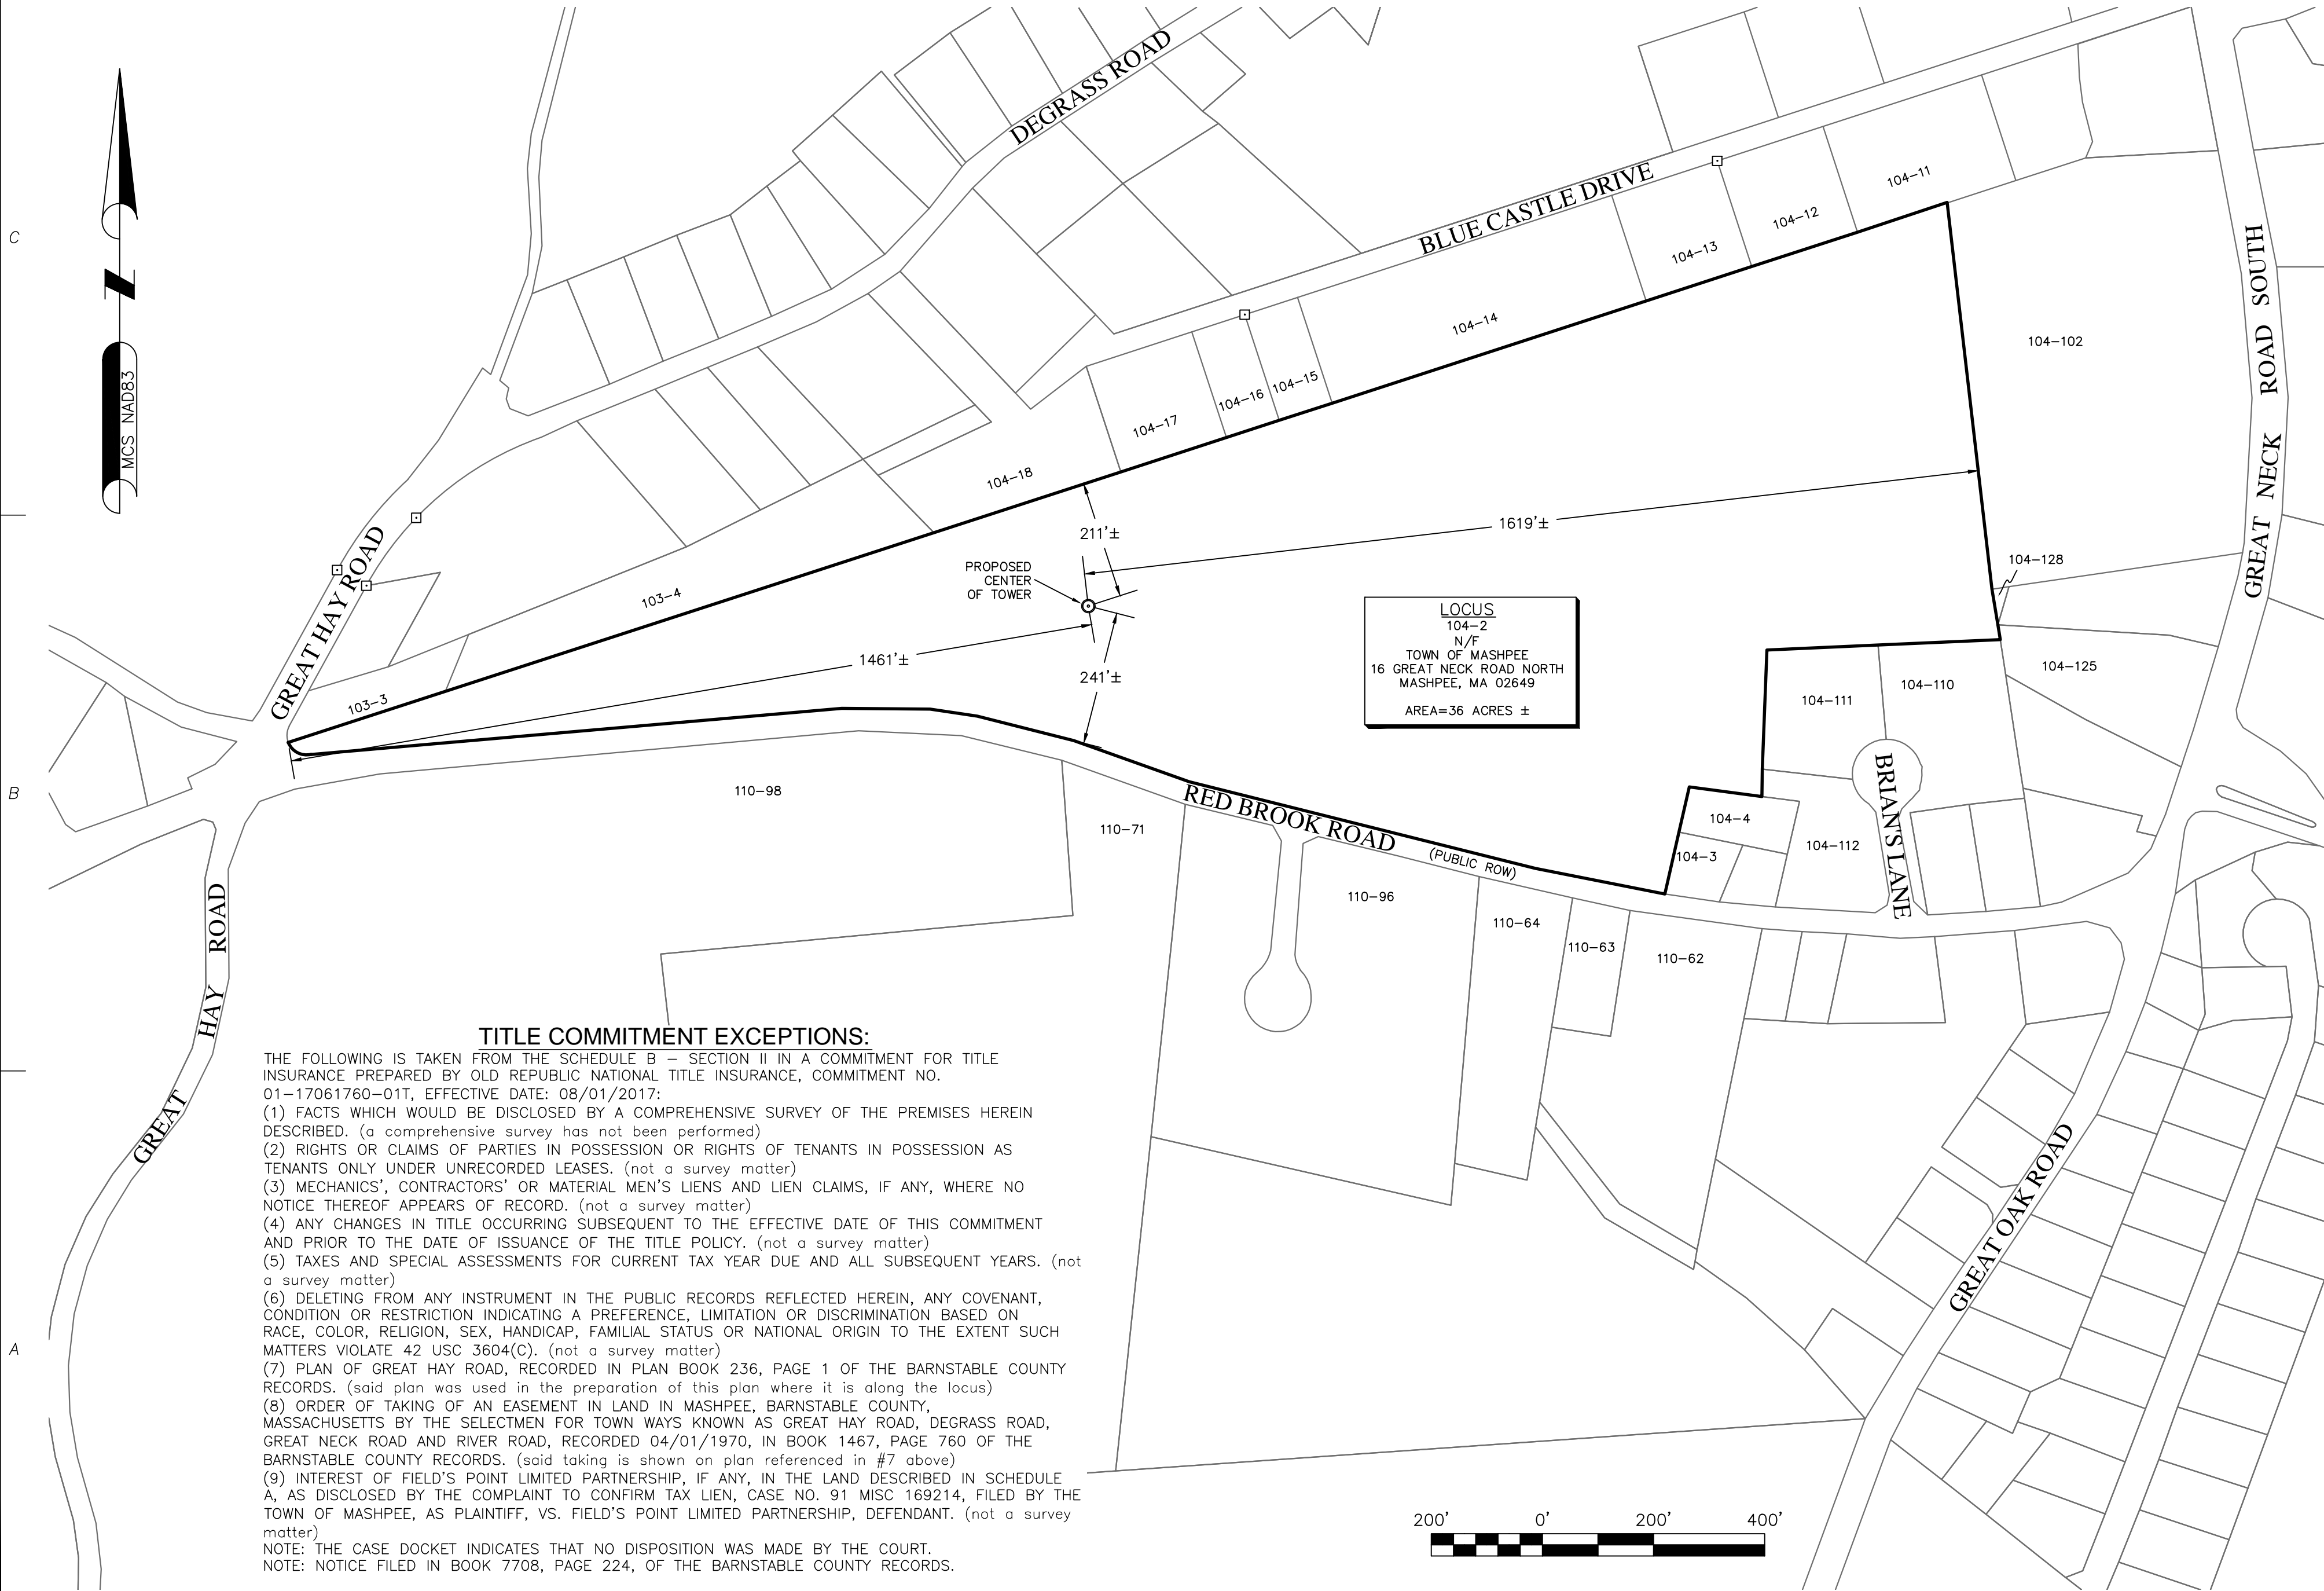 C
B
A
MCS NAD83
N
DEGRASS ROAD
BLUE CASTLE DRIVE
GREAT NECK ROAD SOUTH
GREAT HAY ROAD
GREAT HAY ROAD
RED BROOK ROAD
(PUBLIC ROW)
BRIAN'S LANE
GREAT OAK ROAD
104-11
104-12
104-13
104-14
104-15
104-16
104-17
104-18
103-4
103-3
104-102
104-128
104-125
104-110
104-111
104-112
104-4
104-3
110-98
110-71
110-96
110-64
110-63
110-62
211'±
1619'±
1461'±
241'±
PROPOSED
CENTER
OF TOWER
LOCUS
104-2
N/F
TOWN OF MASHPEE
16 GREAT NECK ROAD NORTH
MASHPEE, MA 02649
AREA=36 ACRES ±
TITLE COMMITMENT EXCEPTIONS:
THE FOLLOWING IS TAKEN FROM THE SCHEDULE B – SECTION II IN A COMMITMENT FOR TITLE
INSURANCE PREPARED BY OLD REPUBLIC NATIONAL TITLE INSURANCE, COMMITMENT NO.
01-17061760-01T, EFFECTIVE DATE: 08/01/2017:
(1) FACTS WHICH WOULD BE DISCLOSED BY A COMPREHENSIVE SURVEY OF THE PREMISES HEREIN
DESCRIBED. (a comprehensive survey has not been performed)
(2) RIGHTS OR CLAIMS OF PARTIES IN POSSESSION OR RIGHTS OF TENANTS IN POSSESSION AS
TENANTS ONLY UNDER UNRECORDED LEASES. (not a survey matter)
(3) MECHANICS', CONTRACTORS' OR MATERIAL MEN'S LIENS AND LIEN CLAIMS, IF ANY, WHERE NO
NOTICE THEREOF APPEARS OF RECORD. (not a survey matter)
(4) ANY CHANGES IN TITLE OCCURRING SUBSEQUENT TO THE EFFECTIVE DATE OF THIS COMMITMENT
AND PRIOR TO THE DATE OF ISSUANCE OF THE TITLE POLICY. (not a survey matter)
(5) TAXES AND SPECIAL ASSESSMENTS FOR CURRENT TAX YEAR DUE AND ALL SUBSEQUENT YEARS. (not
a survey matter)
(6) DELETING FROM ANY INSTRUMENT IN THE PUBLIC RECORDS REFLECTED HEREIN, ANY COVENANT,
CONDITION OR RESTRICTION INDICATING A PREFERENCE, LIMITATION OR DISCRIMINATION BASED ON
RACE, COLOR, RELIGION, SEX, HANDICAP, FAMILIAL STATUS OR NATIONAL ORIGIN TO THE EXTENT SUCH
MATTERS VIOLATE 42 USC 3604(C). (not a survey matter)
(7) PLAN OF GREAT HAY ROAD, RECORDED IN PLAN BOOK 236, PAGE 1 OF THE BARNSTABLE COUNTY
RECORDS. (said plan was used in the preparation of this plan where it is along the locus)
(8) ORDER OF TAKING OF AN EASEMENT IN LAND IN MASHPEE, BARNSTABLE COUNTY,
MASSACHUSETTS BY THE SELECTMEN FOR TOWN WAYS KNOWN AS GREAT HAY ROAD, DEGRASS ROAD,
GREAT NECK ROAD AND RIVER ROAD, RECORDED 04/01/1970, IN BOOK 1467, PAGE 760 OF THE
BARNSTABLE COUNTY RECORDS. (said taking is shown on plan referenced in #7 above)
(9) INTEREST OF FIELD'S POINT LIMITED PARTNERSHIP, IF ANY, IN THE LAND DESCRIBED IN SCHEDULE
A, AS DISCLOSED BY THE COMPLAINT TO CONFIRM TAX LIEN, CASE NO. 91 MISC 169214, FILED BY THE
TOWN OF MASHPEE, AS PLAINTIFF, VS. FIELD'S POINT LIMITED PARTNERSHIP, DEFENDANT. (not a survey
matter)
NOTE: THE CASE DOCKET INDICATES THAT NO DISPOSITION WAS MADE BY THE COURT.
NOTE: NOTICE FILED IN BOOK 7708, PAGE 224, OF THE BARNSTABLE COUNTY RECORDS.
200' 0' 200' 400'